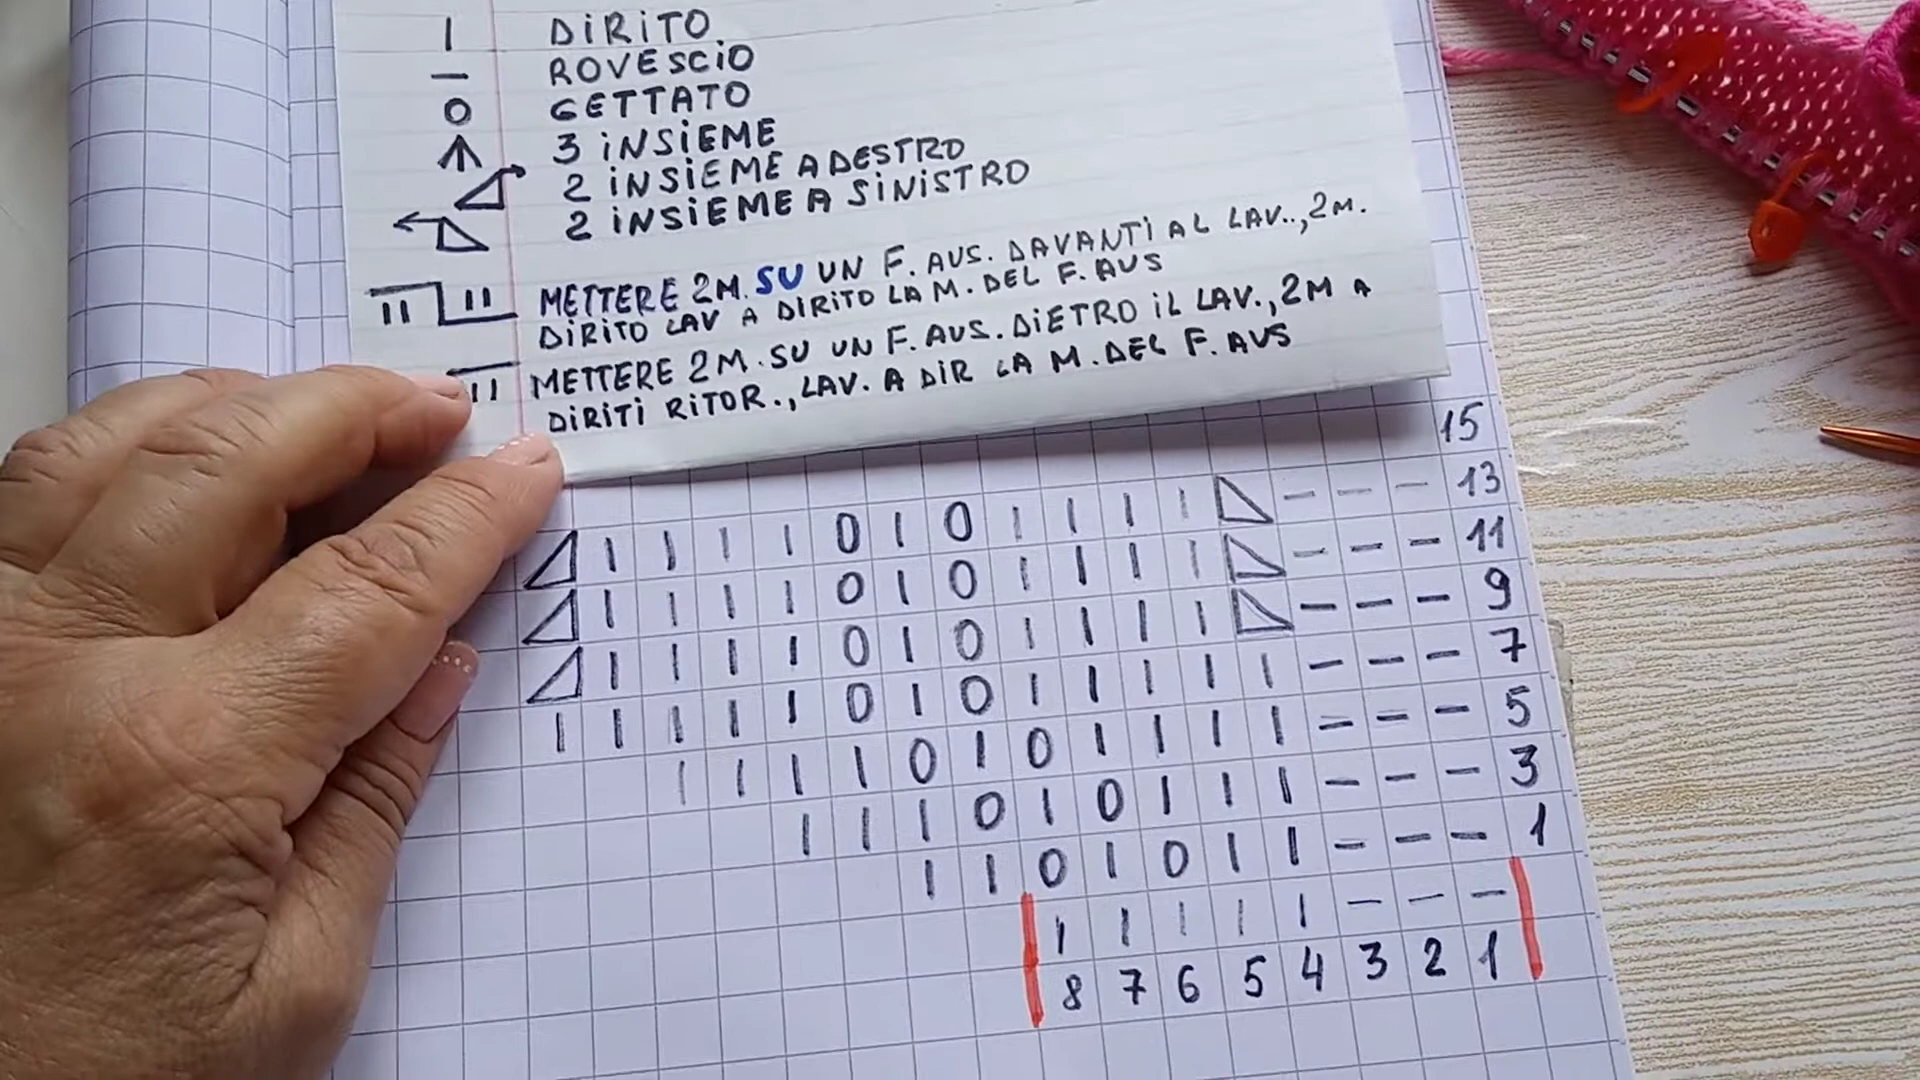 | DIRITO
— ROVESCIO
O GETTATO
3 INSIEME
2 INSIEME A DESTRO
2 INSIEME A SINISTRO
METTERE 2M. SU UN F. AUS. DAVANTI AL LAV.., 2M.
DIRITO LAV A DIRITO LA M. DEL F. AUS
METTERE 2M. SU UN F. AUS. DIETRO IL LAV., 2M A
DIRITI RITOR., LAV. A DIR LA M. DEL F. AUS
15
◿ | | | | O | O | | | | ◺ – – – 13
◿ | | | | O | O | | | | ◺ – – – 11
◿ | | | | O | O | | | | ◺ – – – 9
| | | | | O | O | | | | | – – – 7
| | | | O | O | | | | – – – 5
| | | O | O | | | – – – 3
| | O | O | | – – – 1
| | | | | – – –
8 7 6 5 4 3 2 1